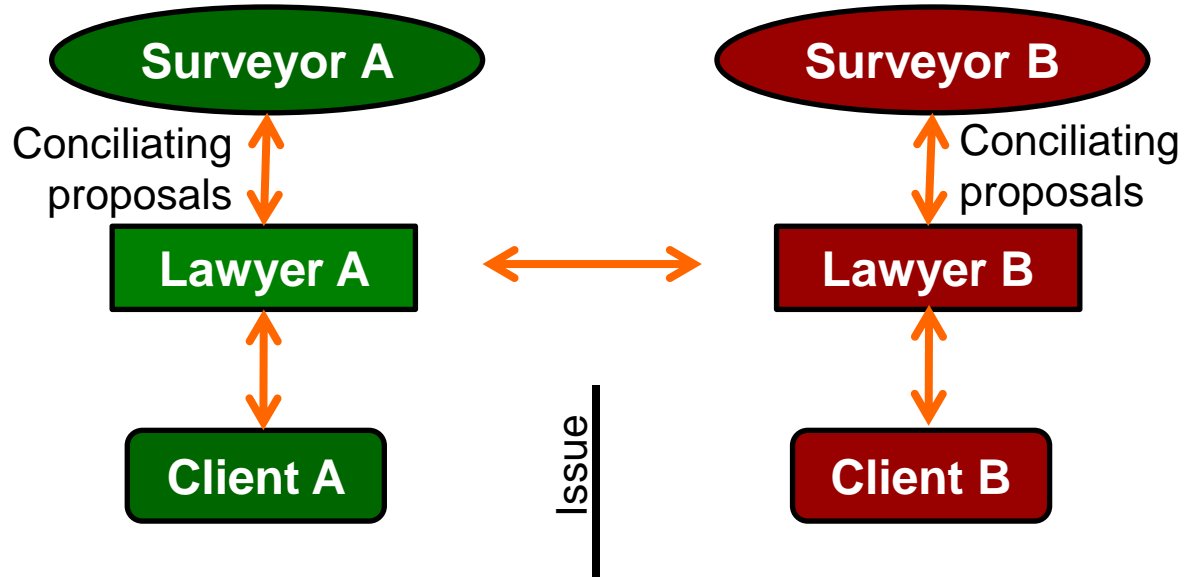 Surveyor A
Surveyor B
Conciliating
proposals
Conciliating
proposals
Lawyer A
Lawyer B
Issue
Client A
Client B